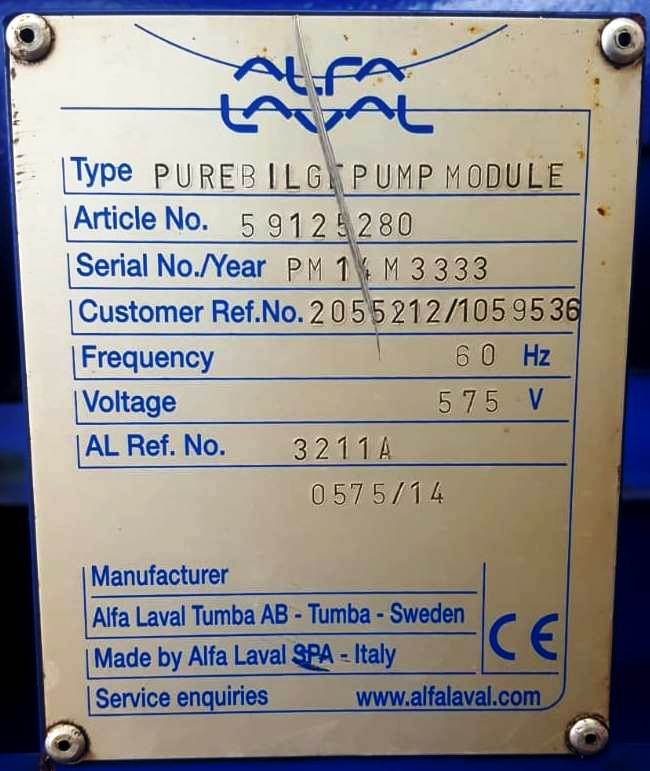 ALFA
LAVAL
Type PUREBILGE PUMP MODULE
Article No. 59125280
Serial No./Year PM 14 M 3333
Customer Ref.No. 2055212/1059536
Frequency 60 Hz
Voltage 575 V
AL Ref. No. 3211A
0575/14
Manufacturer
Alfa Laval Tumba AB - Tumba - Sweden
Made by Alfa Laval SPA - Italy
CE
Service enquiries www.alfalaval.com